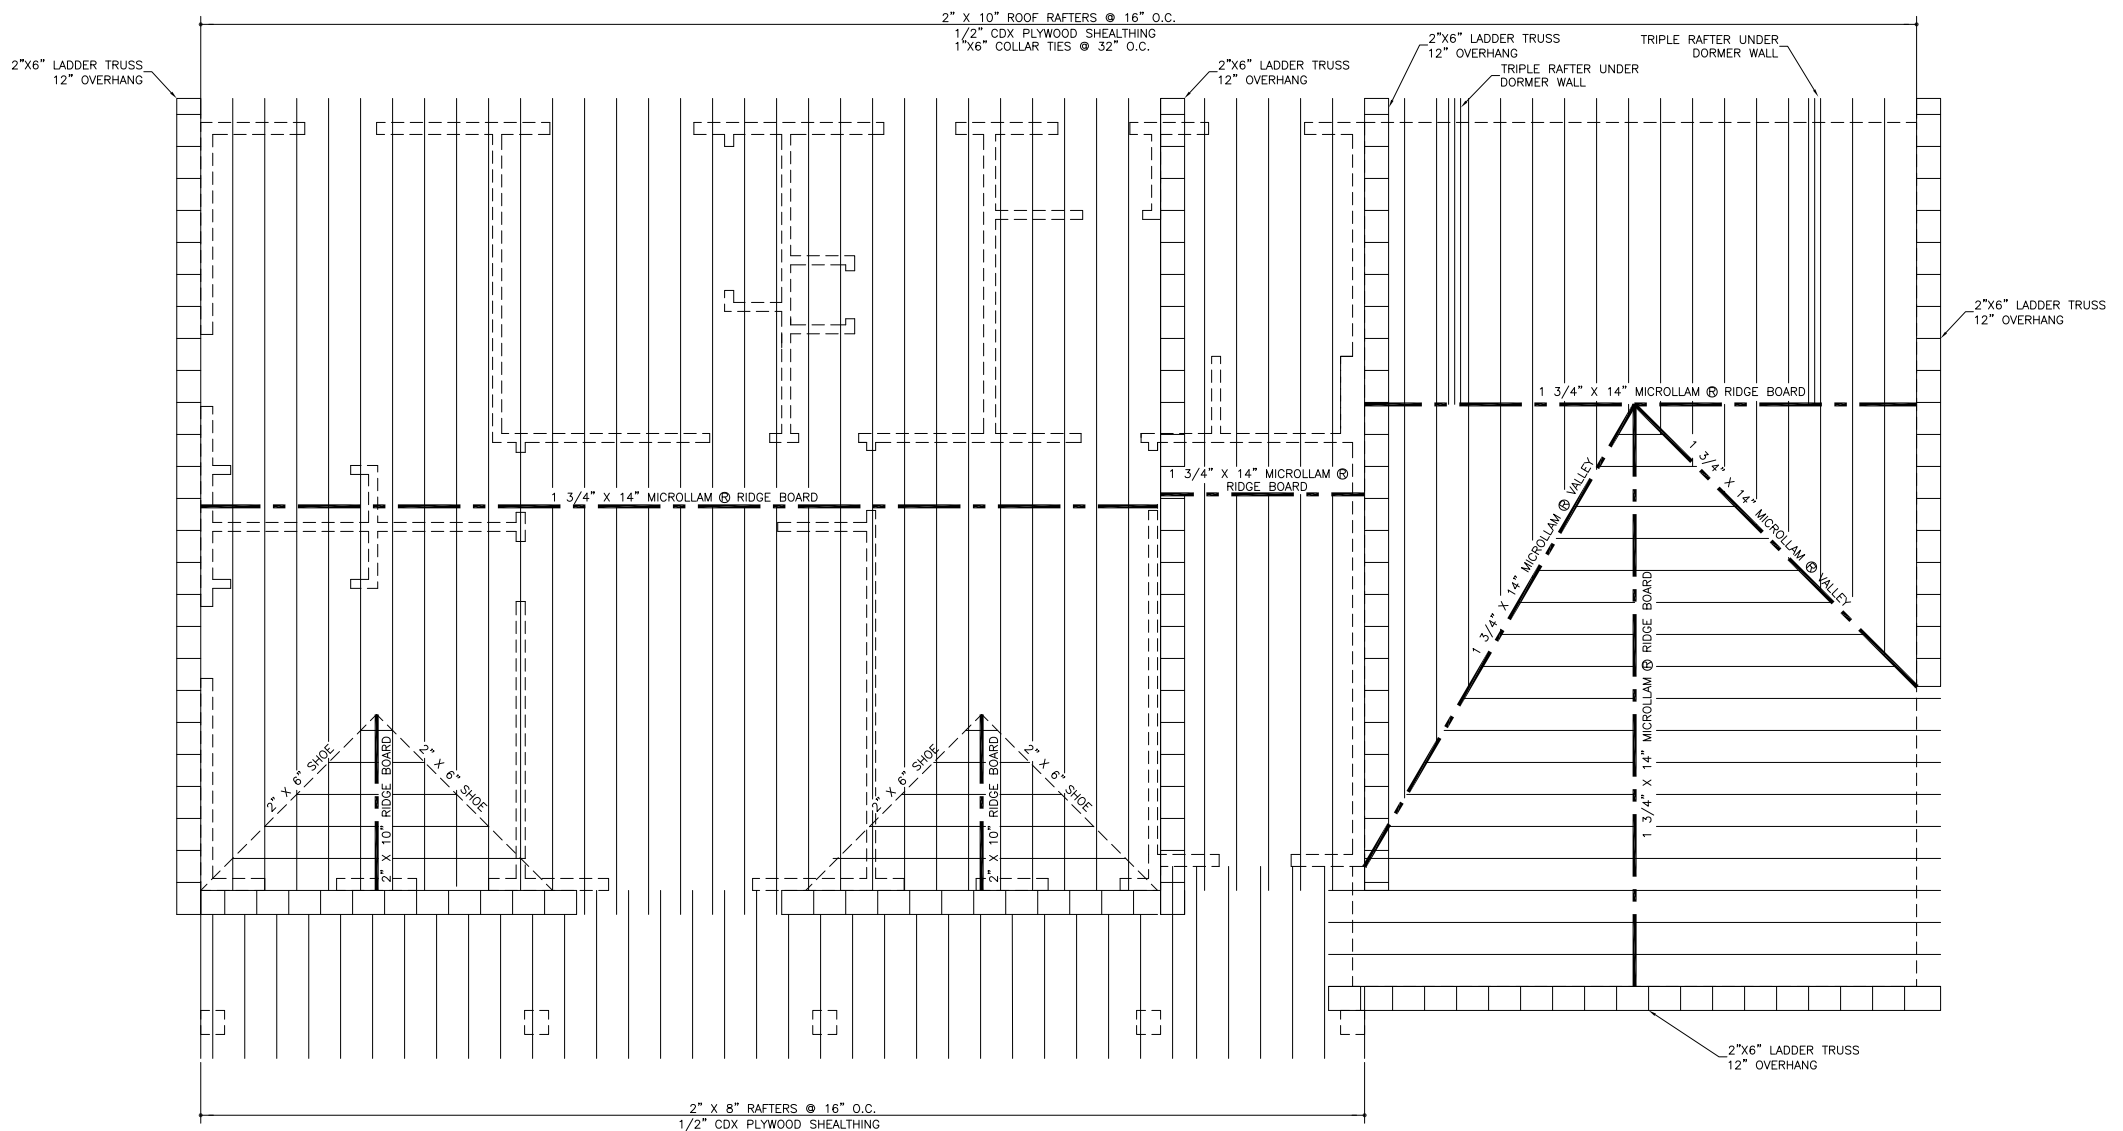 2” X 10” ROOF RAFTERS @ 16” O.C.
1/2” CDX PLYWOOD SHEALTHING
1”X6” COLLAR TIES @ 32” O.C.
2”X6” LADDER TRUSS
12” OVERHANG
2”X6” LADDER TRUSS
12” OVERHANG
2”X6” LADDER TRUSS
12” OVERHANG
TRIPLE RAFTER UNDER
DORMER WALL
TRIPLE RAFTER UNDER
DORMER WALL
2”X6” LADDER TRUSS
12” OVERHANG
1 3/4” X 14” MICROLLAM ® RIDGE BOARD
1 3/4” X 14” MICROLLAM ®
RIDGE BOARD
1 3/4” X 14” MICROLLAM ® RIDGE BOARD
1 3/4” X 14” MICROLLAM ® VALLEY
1 3/4” X 14” MICROLLAM ® VALLEY
1 3/4” X 14” MICROLLAM ® RIDGE BOARD
2” X 6” SHOE
2” X 10” RIDGE BOARD
2” X 6” SHOE
2” X 6” SHOE
2” X 10” RIDGE BOARD
2” X 6” SHOE
2”X6” LADDER TRUSS
12” OVERHANG
2” X 8” RAFTERS @ 16” O.C.
1/2” CDX PLYWOOD SHEALTHING